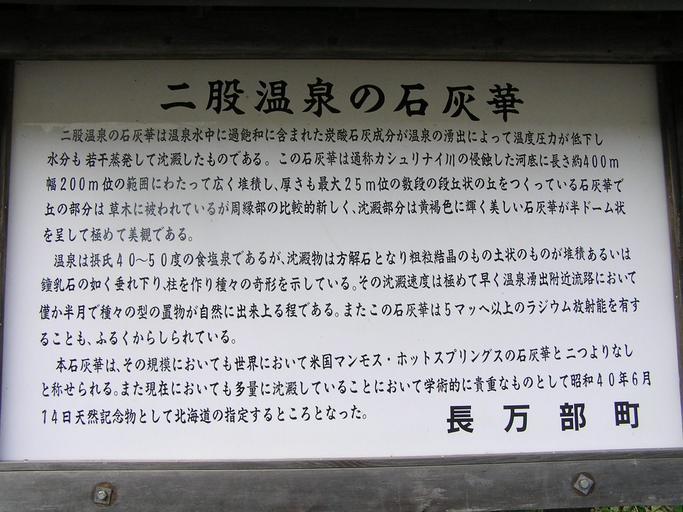 二股温泉の石灰華
二股温泉の石灰華は温泉水中に過飽和に含まれた炭酸石灰成分が温泉の湧出によって温度圧力が低下し
水分も若干蒸発して沈澱したものである。この石灰華は通称カシュリナイ川の侵蝕した河底に長さ約400m
幅200m位の範囲にわたって広く堆積し、厚さも最大25m位の数段の段丘状の丘をつくっている石灰華で
丘の部分は草木に被われているが周縁部の比較的新しく、沈澱部分は黄褐色に輝く美しい石灰華が半ドーム状
を呈して極めて美観である。
温泉は摂氏40～50度の食塩泉であるが、沈澱物は方解石となり粗粒結晶のもの土状のものが堆積あるいは
鐘乳石の如く垂れ下り、柱を作り種々の奇形を示している。その沈澱速度は極めて早く温泉湧出附近流路において
僅か半月で種々の型の置物が自然に出来上る程である。またこの石灰華は5マッヘ以上のラジウム放射能を有す
ることも、ふるくからしられている。
本石灰華は、その規模においても世界において米国マンモス・ホットスプリングスの石灰華と二つよりなし
と称せられる。また現在においても多量に沈澱していることにおいて学術的に貴重なものとして昭和40年6月
14日天然記念物として北海道の指定するところとなった。
長万部町